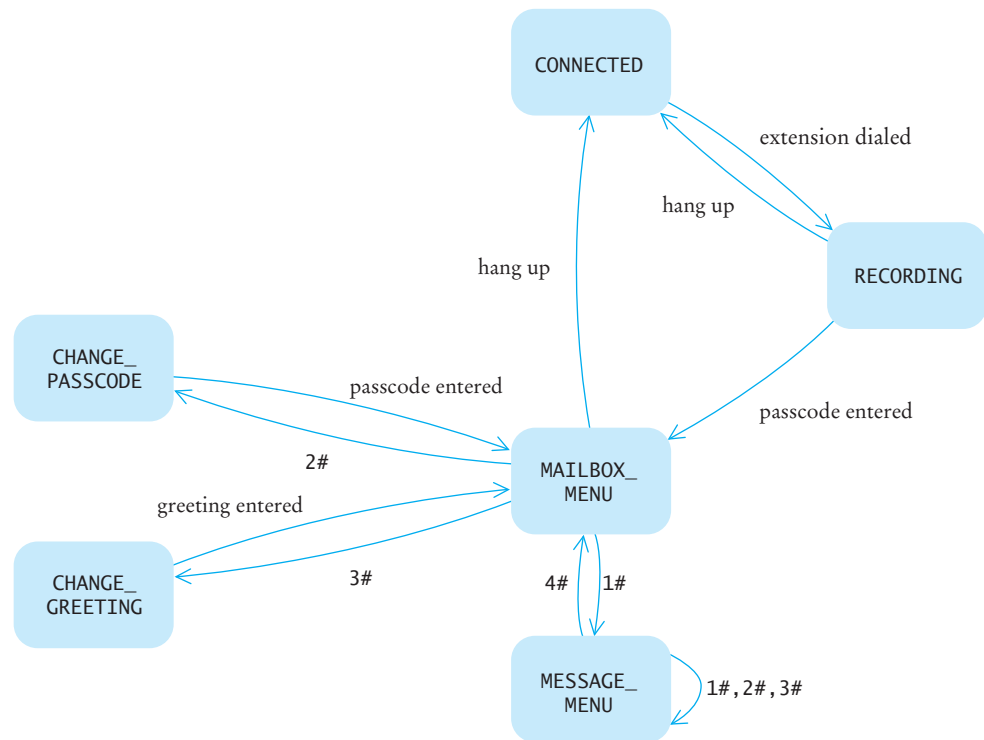 CONNECTED
extension dialed
hang up
hang up
RECORDING
CHANGE_
PASSCODE
passcode entered
passcode entered
2#
MAILBOX_
MENU
greeting entered
3#
CHANGE_
GREETING
4#
1#
MESSAGE_
MENU
1#,2#,3#